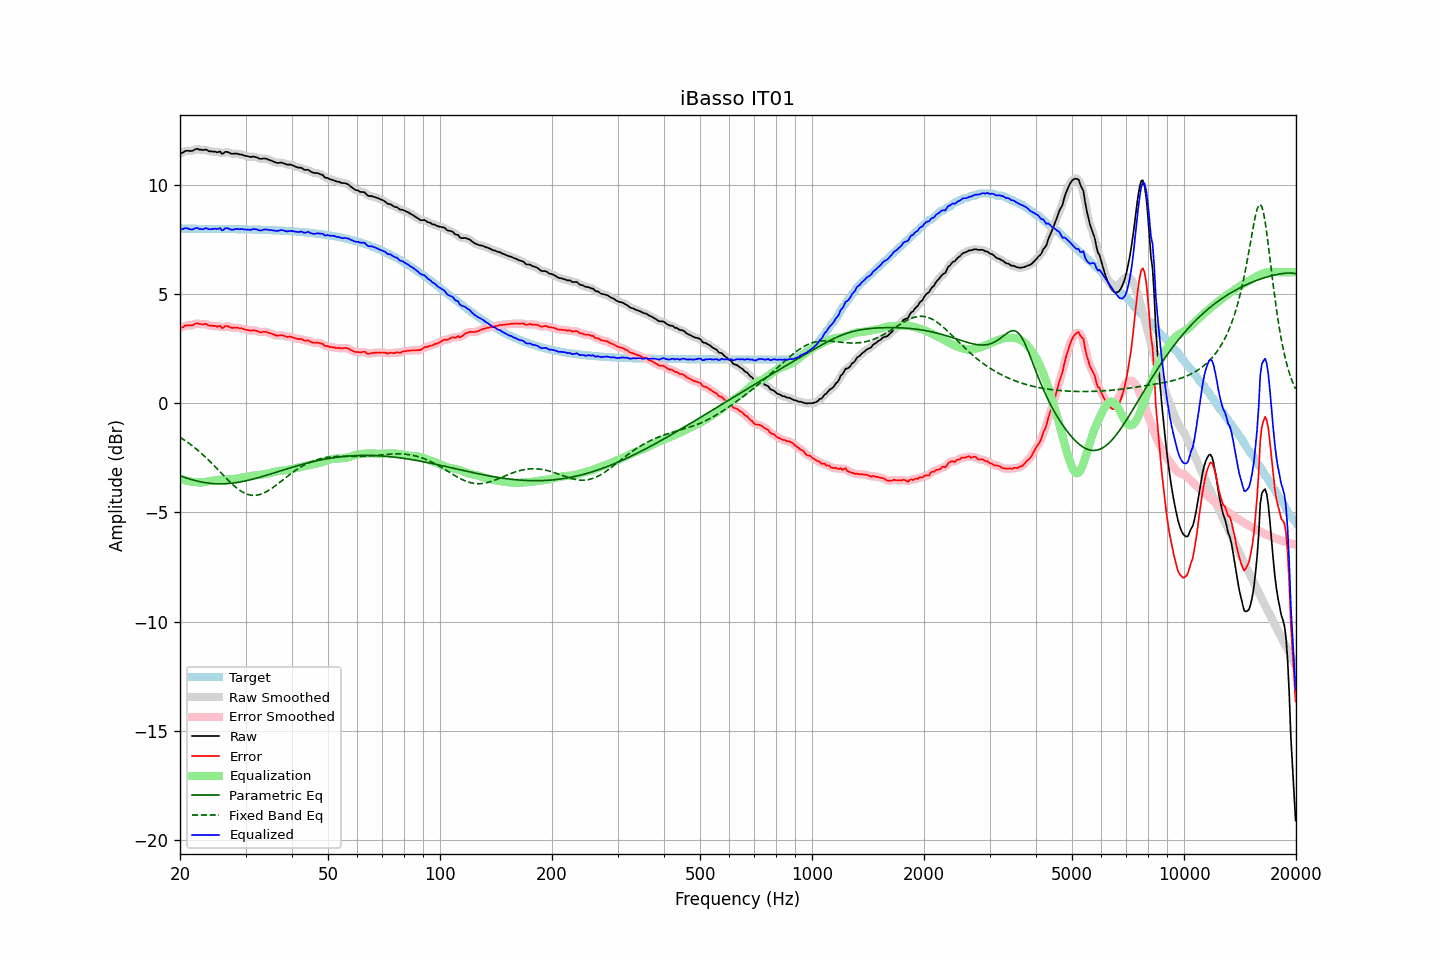 iBasso IT01
Amplitude (dBr)
10
5
0
−5
−10
−15
−20
Target
Raw Smoothed
Error Smoothed
Raw
Error
Equalization
Parametric Eq
Fixed Band Eq
Equalized
20 50 100 200 500 1000 2000 5000 10000 20000
Frequency (Hz)